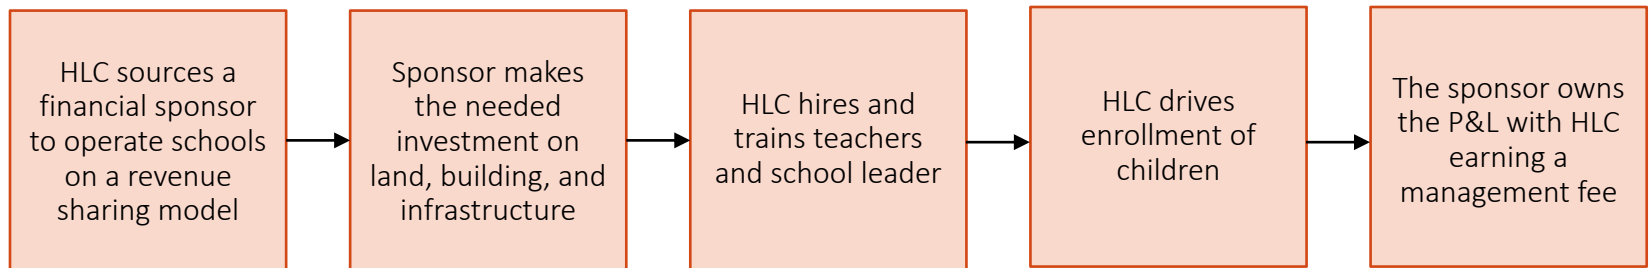 HLC sources a
financial sponsor
to operate schools
on a revenue
sharing model
Sponsor makes
the needed
investment on
land, building, and
infrastructure
HLC hires and
trains teachers
and school leader
HLC drives
enrollment of
children
The sponsor owns
the P&L with HLC
earning a
management fee